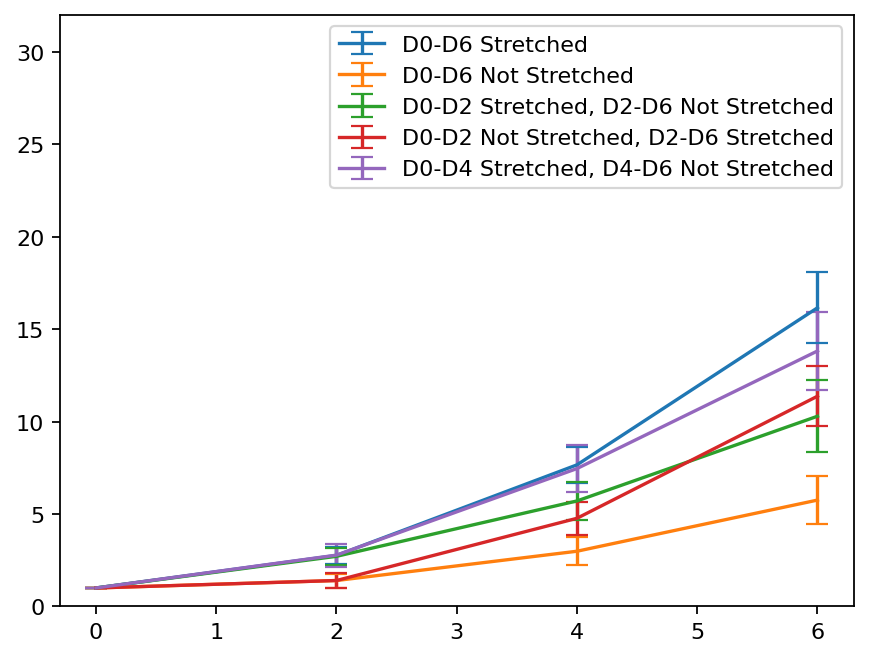 D0-D6 Stretched
D0-D6 Not Stretched
D0-D2 Stretched, D2-D6 Not Stretched
D0-D2 Not Stretched, D2-D6 Stretched
D0-D4 Stretched, D4-D6 Not Stretched
30
25
20
15
10
5
0
0 1 2 3 4 5 6